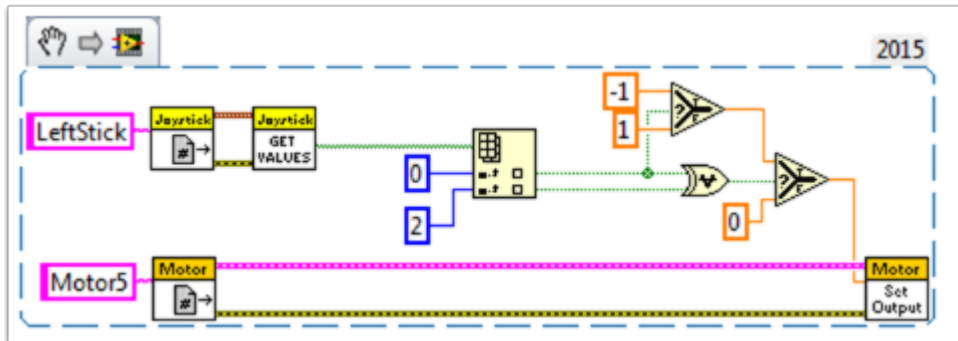 2015
LeftStick
Joystick
#
Joystick
GET
VALUES
0
2
-1
1
?
T
F
?
T
F
0
Motor5
Motor
#
Motor
Set
Output